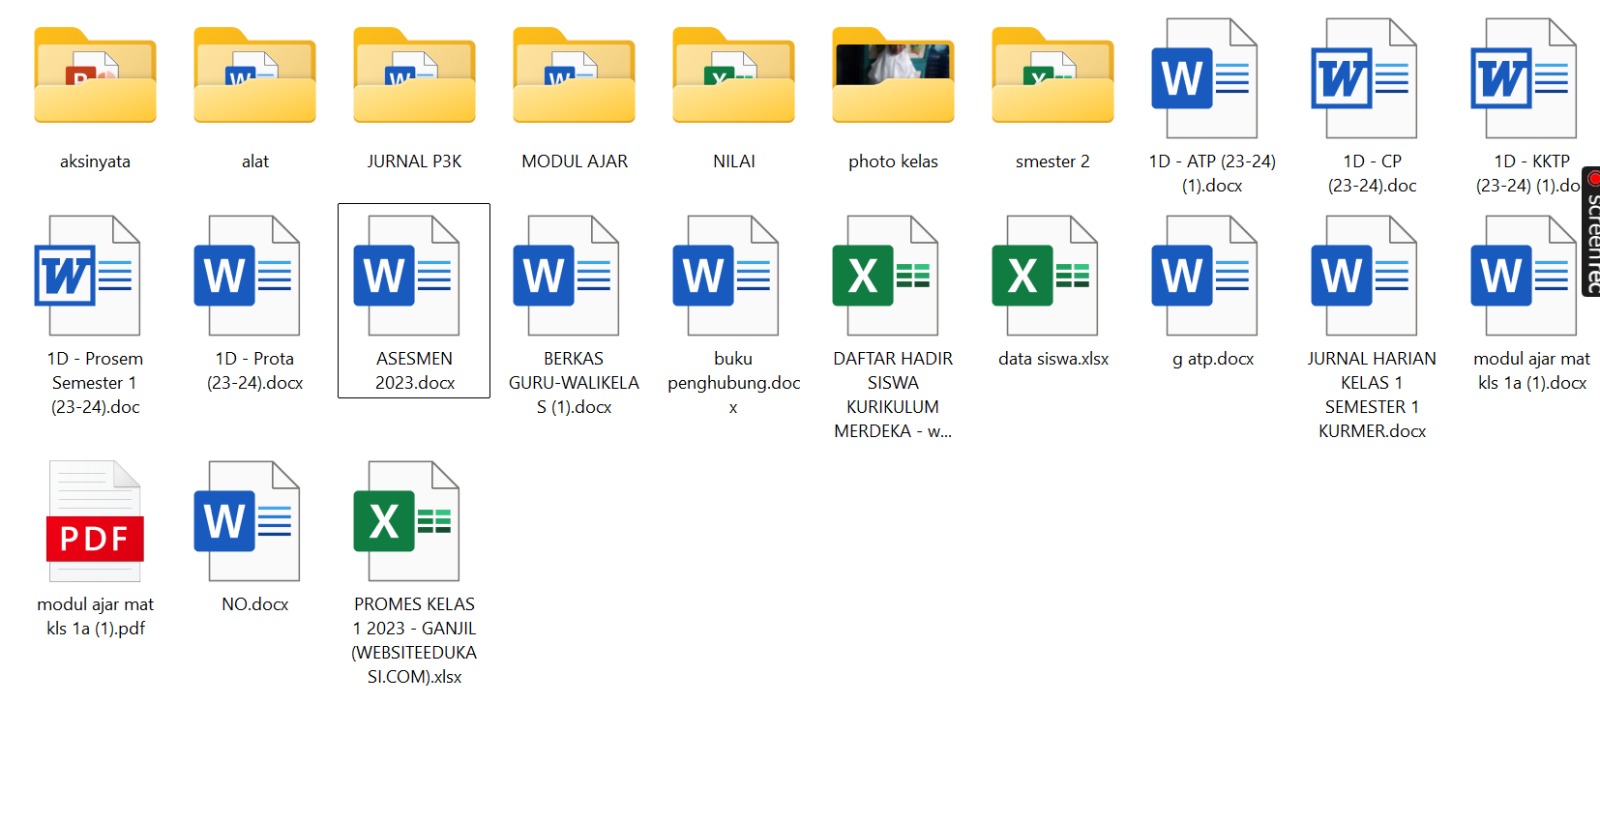 aksinyata
alat
JURNAL P3K
MODUL AJAR
NILAI
photo kelas
smester 2
1D - ATP (23-24)
(1).docx
1D - CP
(23-24).doc
1D - KKTP
(23-24) (1).do
1D - Prosem
Semester 1
(23-24).doc
1D - Prota
(23-24).docx
ASESMEN
2023.docx
BERKAS
GURU-WALIKELA
S (1).docx
buku
penghubung.doc
x
DAFTAR HADIR
SISWA
KURIKULUM
MERDEKA - w...
data siswa.xlsx
g atp.docx
JURNAL HARIAN
KELAS 1
SEMESTER 1
KURMER.docx
modul ajar mat
kls 1a (1).docx
PDF
modul ajar mat
kls 1a (1).pdf
NO.docx
PROMES KELAS
1 2023 - GANJIL
(WEBSITEEDUKA
SI.COM).xlsx
screenrec